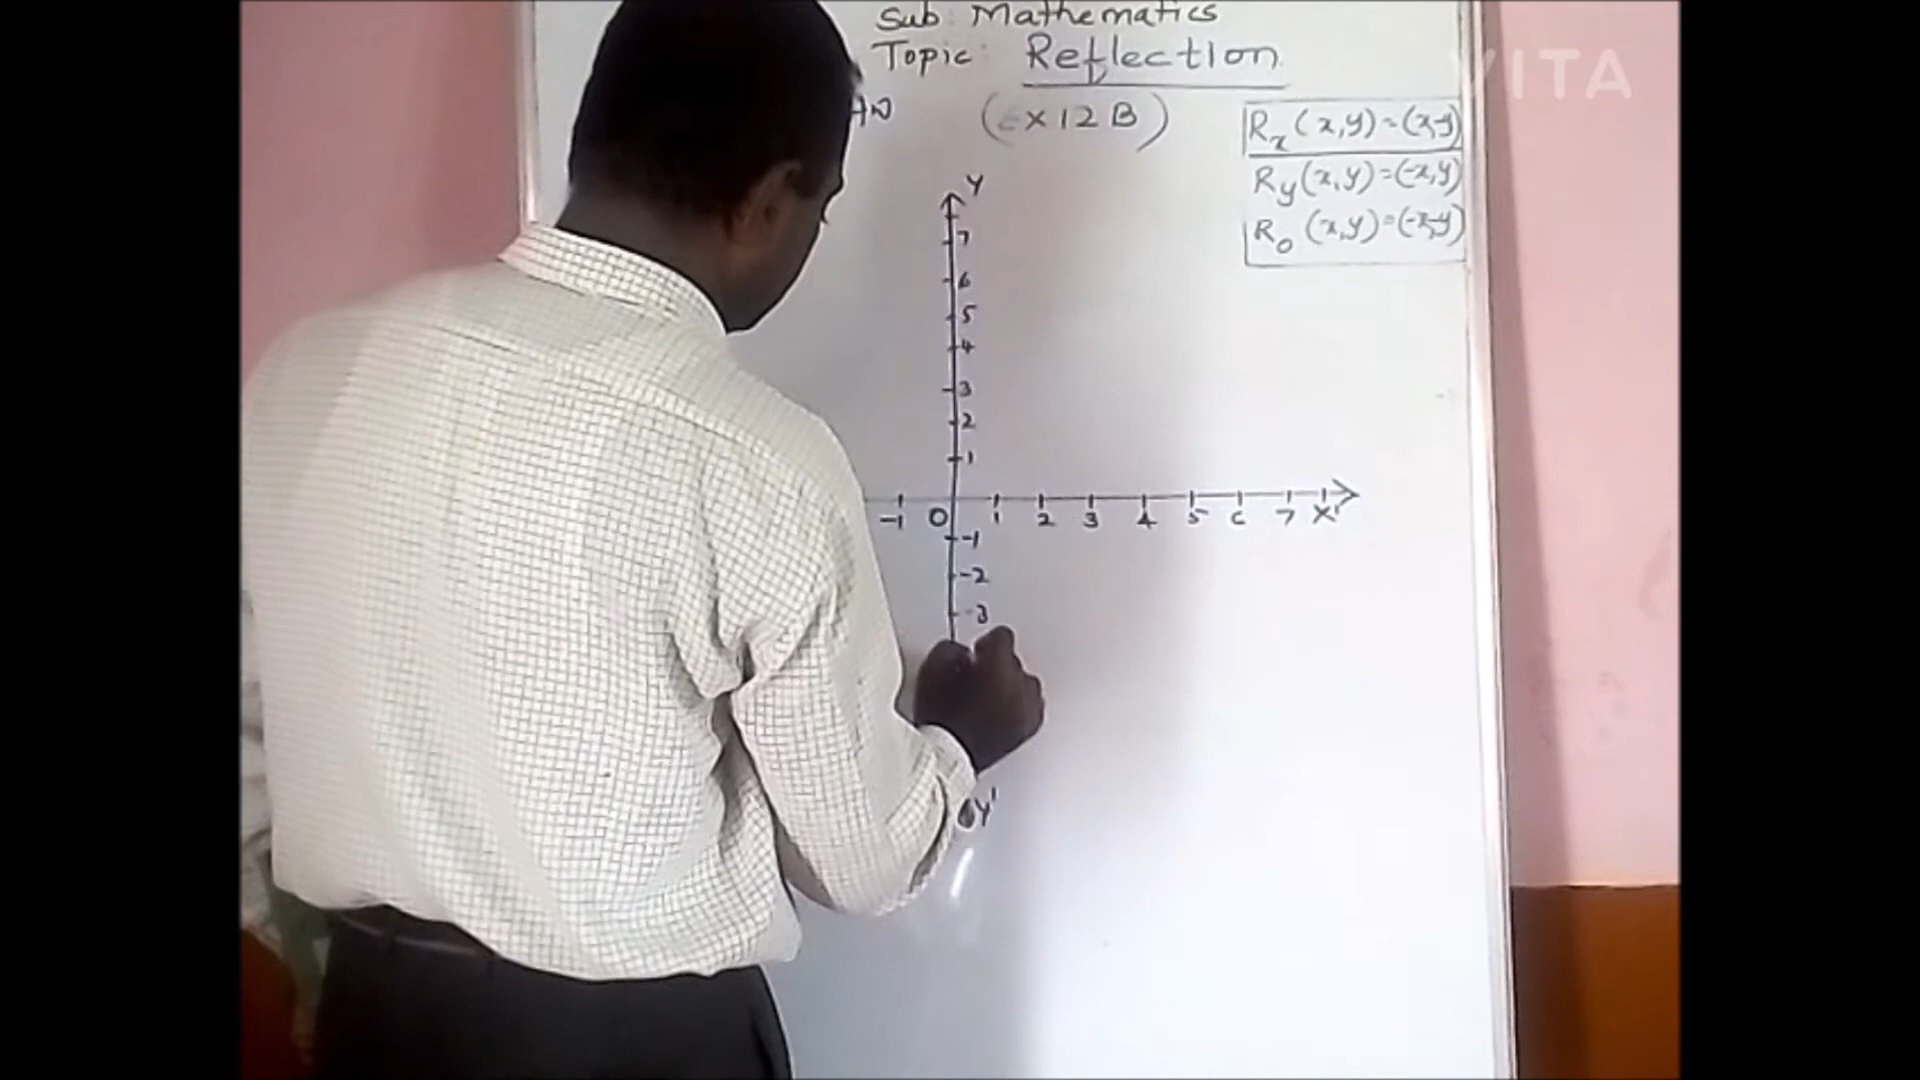 Sub: Mathematics
Topic: Reflection
(Ex 12 B)
VITA
Rx (x,y)=(x,-y)
Ry (x,y)=(-x,y)
Ro (x,y)=(-x,-y)
Y
7
6
5
4
3
2
1
-1 0 1 2 3 4 5 6 7 X'
-1
-2
-3
Y'